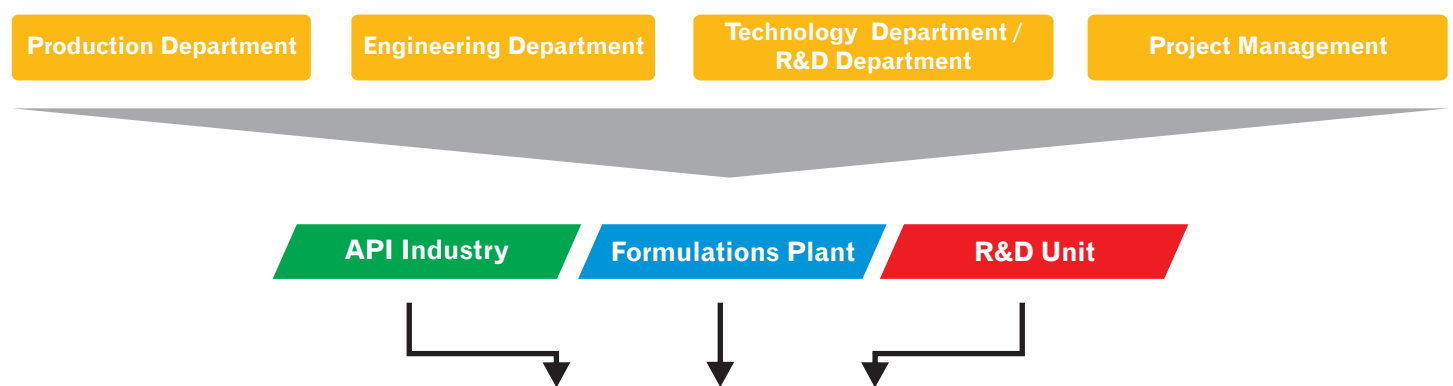 Production Department
Engineering Department
Technology Department /
R&D Department
Project Management
API Industry
Formulations Plant
R&D Unit